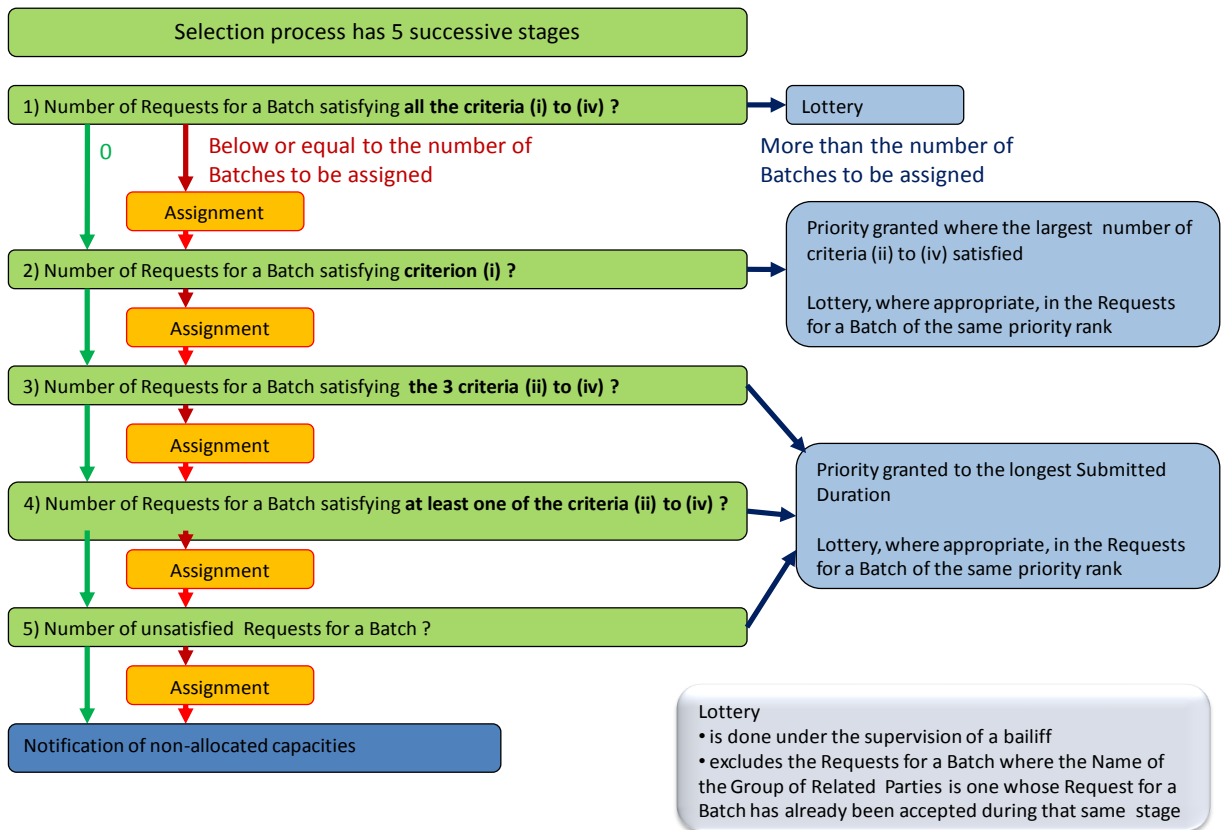 Selection process has 5 successive stages
1) Number of Requests for a Batch satisfying all the criteria (i) to (iv) ?
Lottery
0
Below or equal to the number of
Batches to be assigned
More than the number of
Batches to be assigned
Assignment
Priority granted where the largest number of
criteria (ii) to (iv) satisfied
Lottery, where appropriate, in the Requests
for a Batch of the same priority rank
2) Number of Requests for a Batch satisfying criterion (i) ?
Assignment
3) Number of Requests for a Batch satisfying the 3 criteria (ii) to (iv) ?
Assignment
Priority granted to the longest Submitted
Duration
Lottery, where appropriate, in the Requests
for a Batch of the same priority rank
4) Number of Requests for a Batch satisfying at least one of the criteria (ii) to (iv) ?
Assignment
5) Number of unsatisfied Requests for a Batch ?
Assignment
Notification of non-allocated capacities
Lottery
• is done under the supervision of a bailiff
• excludes the Requests for a Batch where the Name of
the Group of Related Parties is one whose Request for a
Batch has already been accepted during that same stage